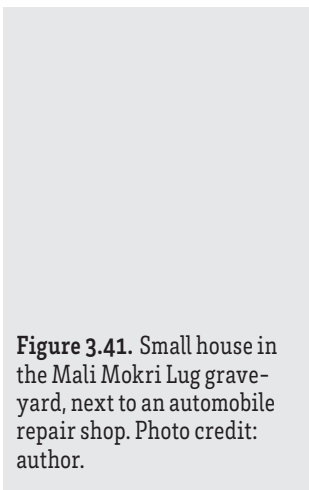 Figure 3.41. Small house in
the Mali Mokri Lug grave-
yard, next to an automobile
repair shop. Photo credit:
author.